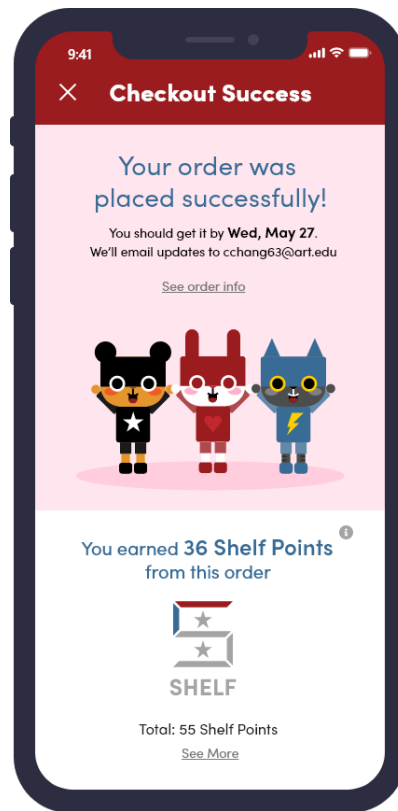 9:41
Checkout Success
Your order was
placed successfully!
You should get it by Wed, May 27.
We'll email updates to cchang63@art.edu
See order info
You earned 36 Shelf Points
from this order
SHELF
Total: 55 Shelf Points
See More